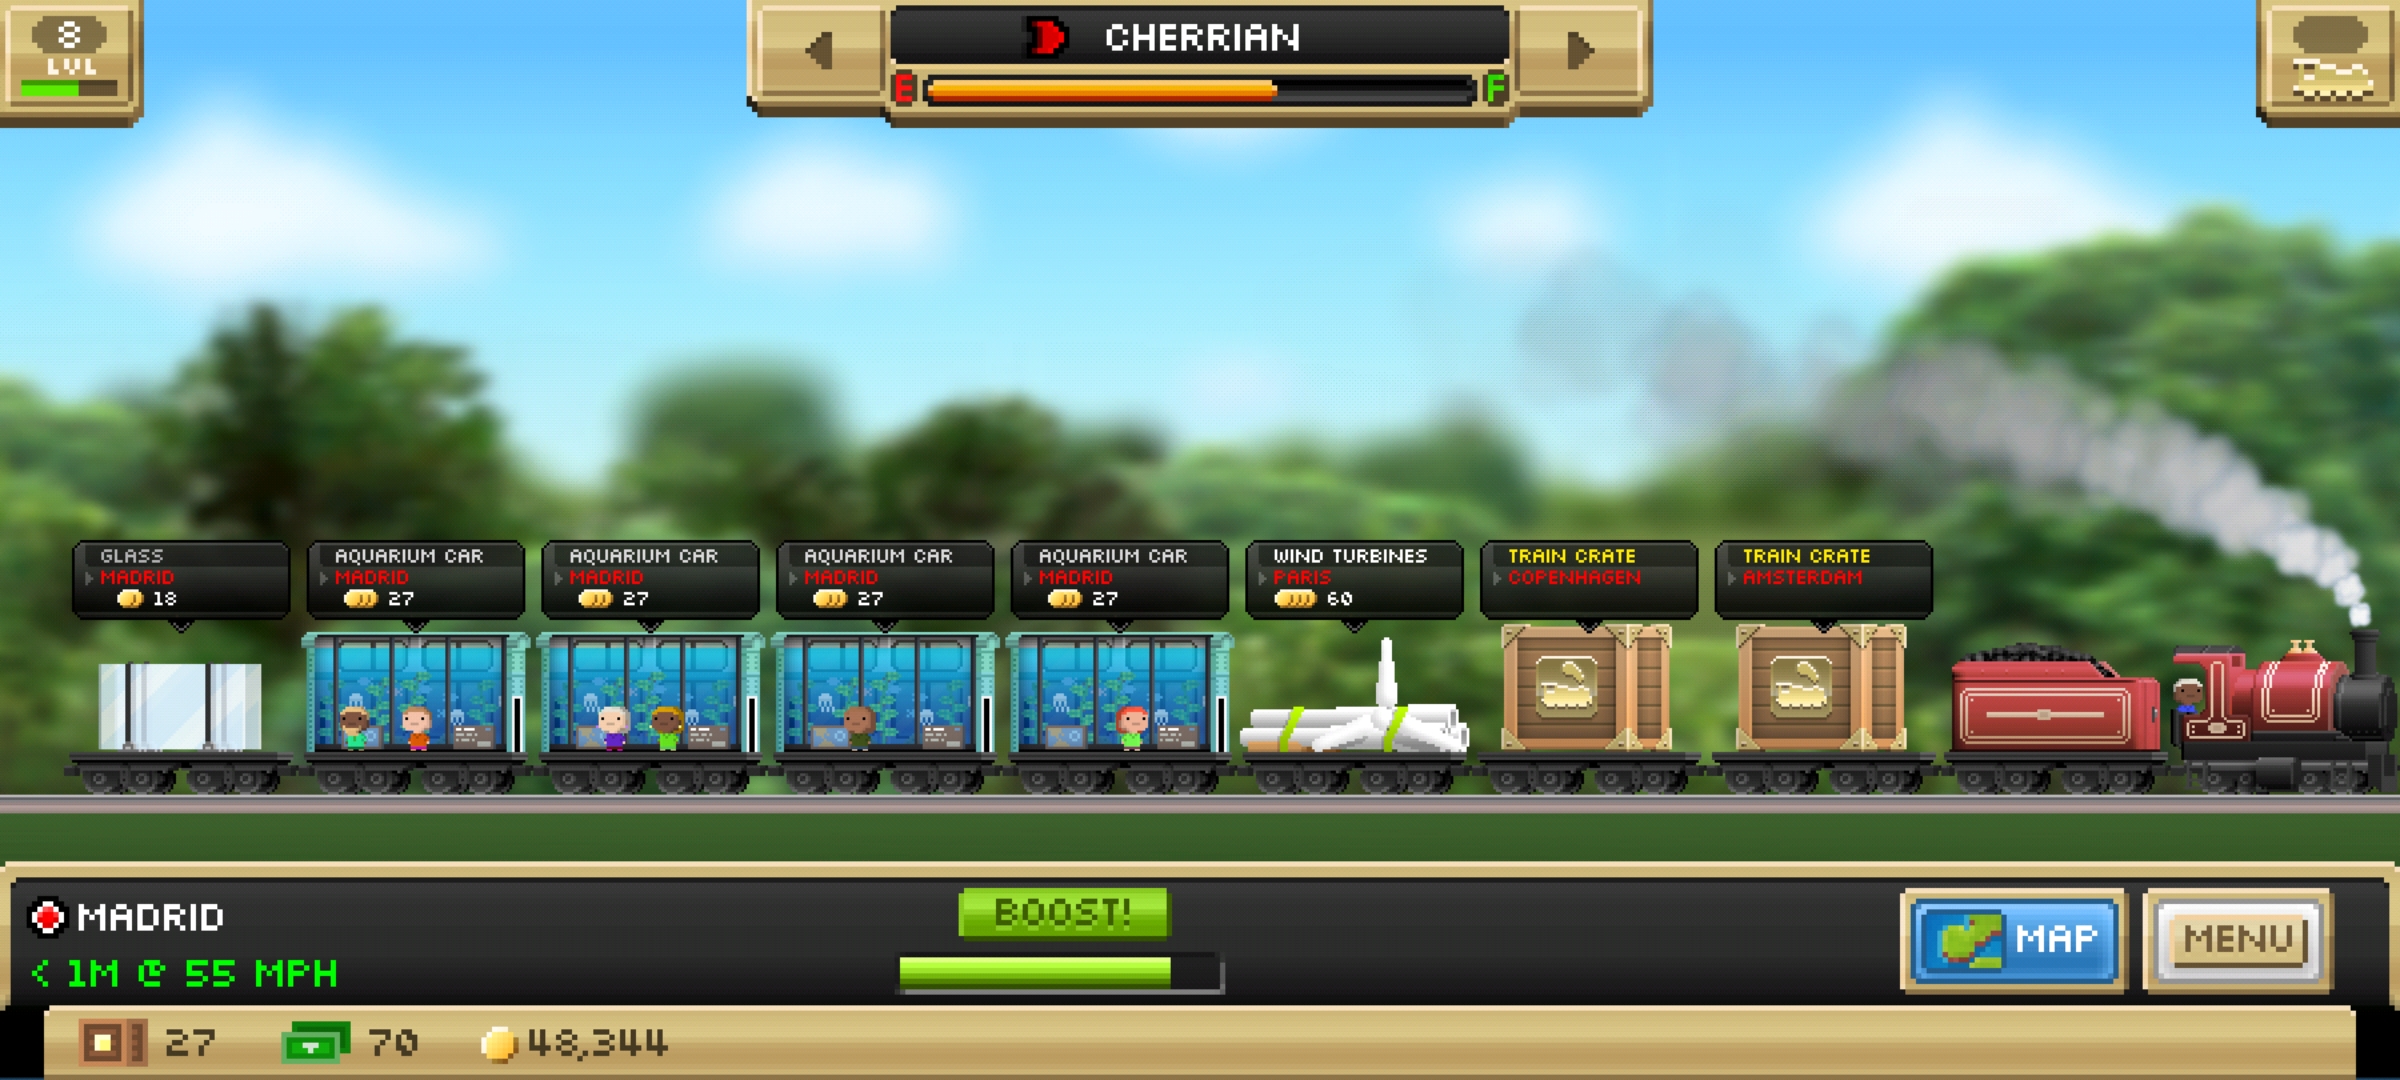 8
LVL
CHERRIAN
E
F
GLASS
MADRID
18
AQUARIUM CAR
MADRID
27
AQUARIUM CAR
MADRID
27
AQUARIUM CAR
MADRID
27
AQUARIUM CAR
MADRID
27
WIND TURBINES
PARIS
60
TRAIN CRATE
COPENHAGEN
TRAIN CRATE
AMSTERDAM
MADRID
BOOST!
< 1M @ 55 MPH
MAP
MENU
27
70
48,344